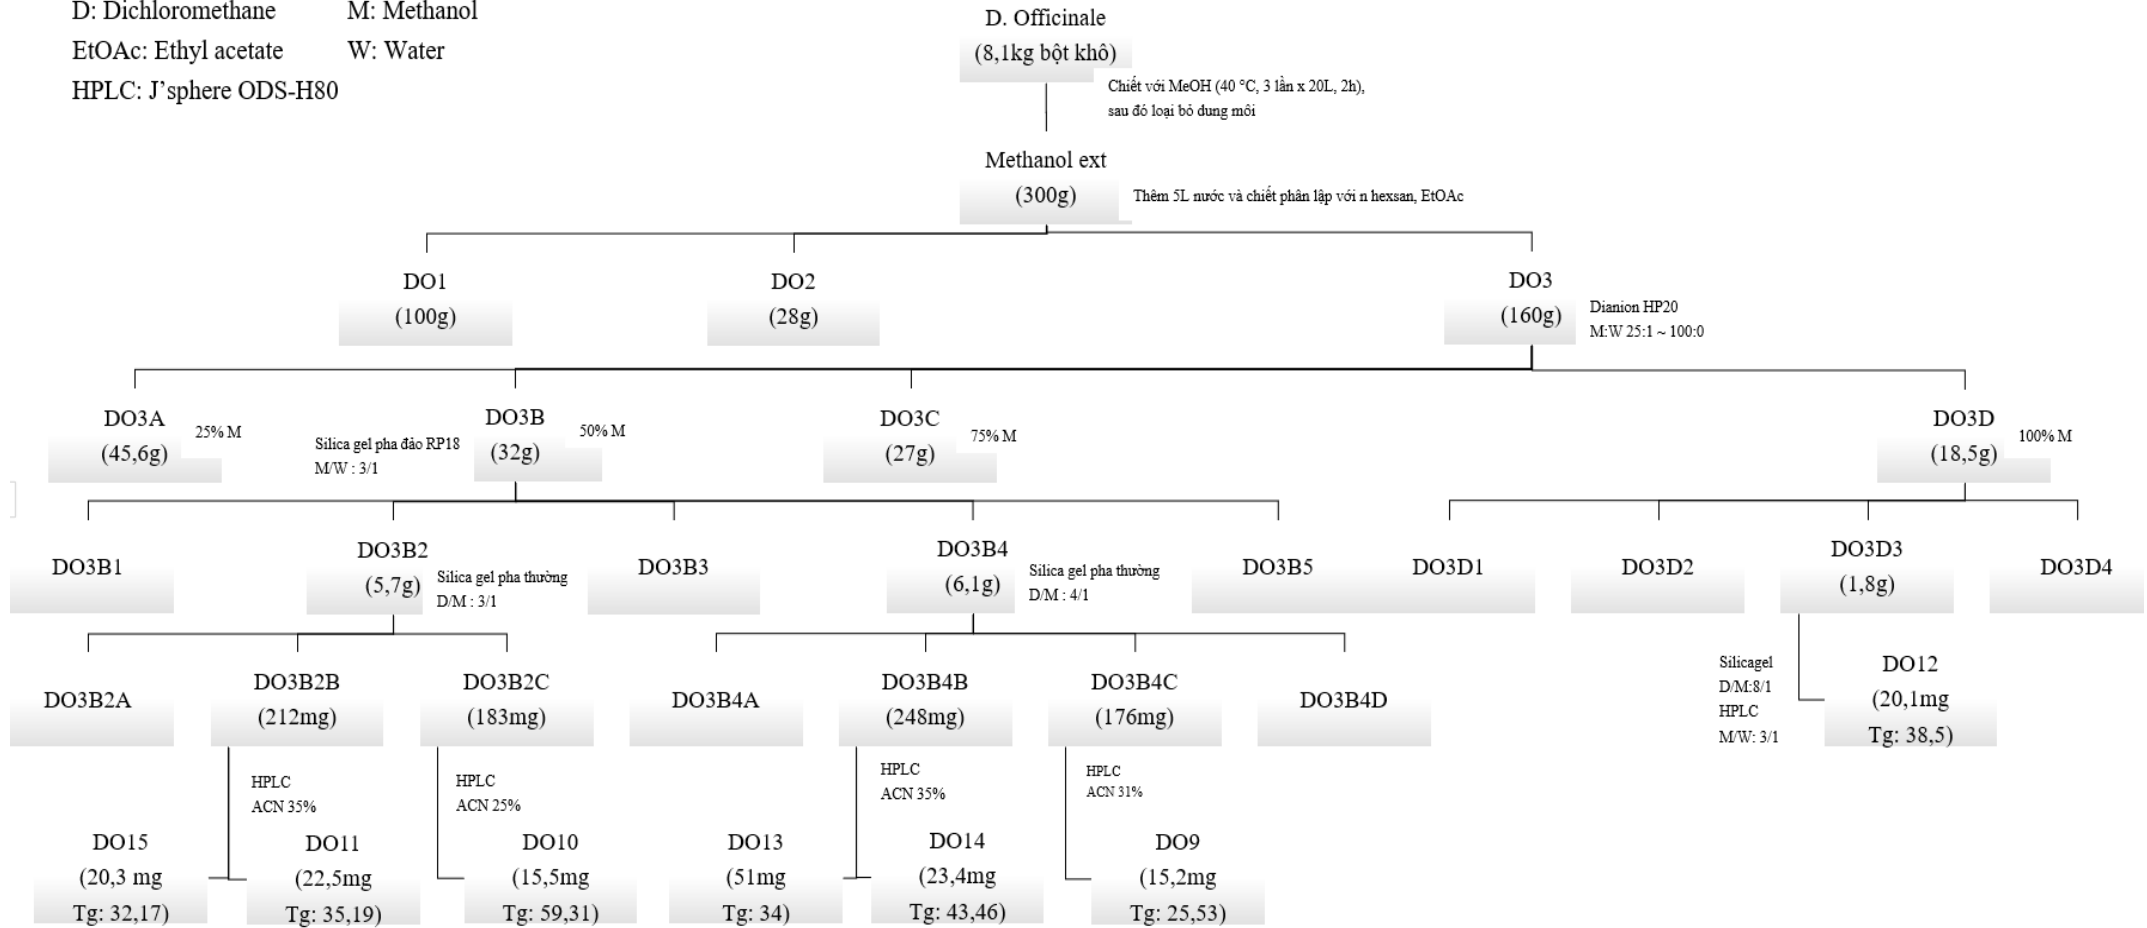 D: Dichloromethane M: Methanol
EtOAc: Ethyl acetate W: Water
HPLC: J’sphere ODS-H80
D. Officinale
(8,1kg bột khô)
Chiết với MeOH (40 °C, 3 lần x 20L, 2h),
sau đó loại bỏ dung môi
Methanol ext
(300g)
Thêm 5L nước và chiết phân lập với n hexsan, EtOAc
DO1
(100g)
DO2
(28g)
DO3
(160g)
Dianion HP20
M:W 25:1 ~ 100:0
DO3A
(45,6g)
25% M
Silica gel pha đảo RP18
M/W : 3/1
DO3B
(32g)
50% M
DO3C
(27g)
75% M
DO3D
(18,5g)
100% M
DO3B1
DO3B2
(5,7g)
Silica gel pha thường
D/M : 3/1
DO3B3
DO3B4
(6,1g)
Silica gel pha thường
D/M : 4/1
DO3B5
DO3D1
DO3D2
DO3D3
(1,8g)
DO3D4
DO3B2A
DO3B2B
(212mg)
DO3B2C
(183mg)
DO3B4A
DO3B4B
(248mg)
DO3B4C
(176mg)
DO3B4D
Silicagel
D/M:8/1
HPLC
M/W: 3/1
DO12
(20,1mg
Tg: 38,5)
HPLC
ACN 35%
HPLC
ACN 25%
HPLC
ACN 35%
HPLC
ACN 31%
DO15
(20,3 mg
Tg: 32,17)
DO11
(22,5mg
Tg: 35,19)
DO10
(15,5mg
Tg: 59,31)
DO13
(51mg
Tg: 34)
DO14
(23,4mg
Tg: 43,46)
DO9
(15,2mg
Tg: 25,53)